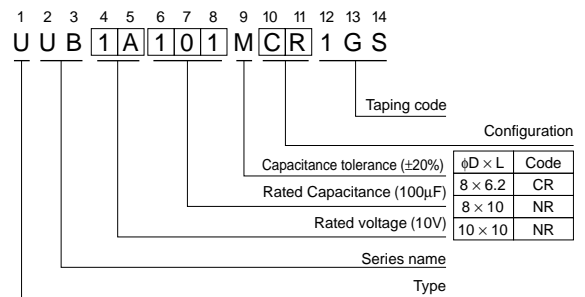 1 2 3 4 5 6 7 8 9 10 11 12 13 14
U U B 1 A 1 0 1 M C R 1 G S
Taping code
Configuration
Capacitance tolerance (±20%)
Rated Capacitance (100μF)
Rated voltage (10V)
Series name
Type
φD × L Code
8 × 6.2 CR
8 × 10 NR
10 × 10 NR